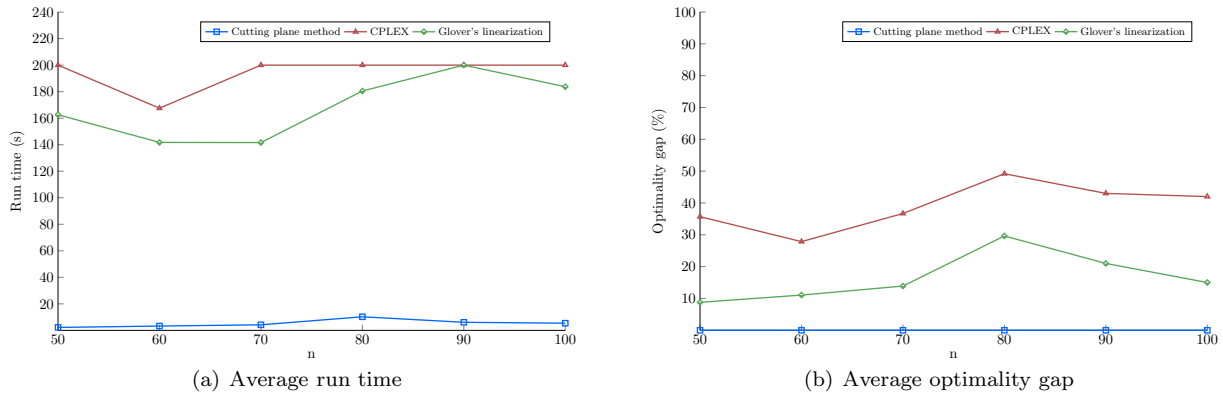 240
220
200
180
160
140
120
100
80
60
40
20
Run time (s)
Cutting plane method CPLEX Glover's linearization
50 60 70 80 90 100
n
(a) Average run time
100
90
80
70
60
50
40
30
20
10
Optimality gap (%)
Cutting plane method CPLEX Glover's linearization
50 60 70 80 90 100
n
(b) Average optimality gap